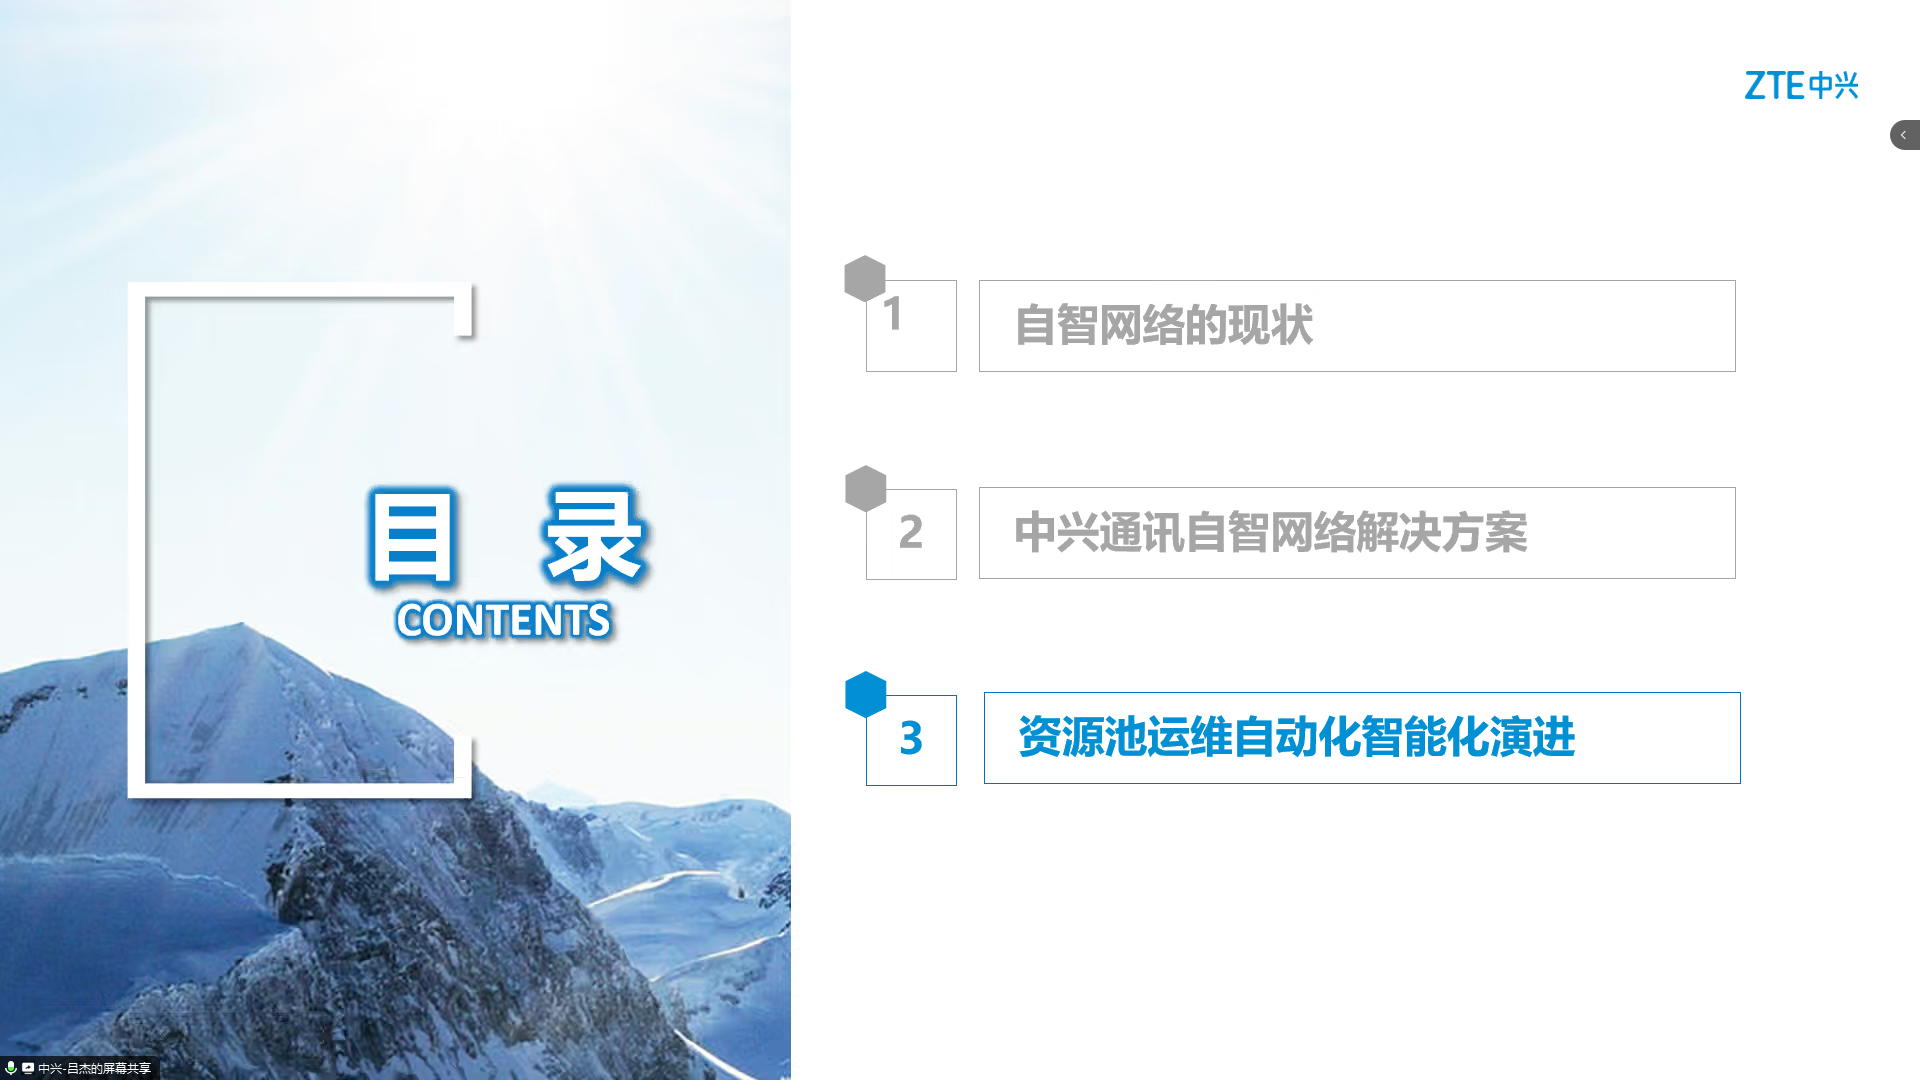 ZTE中兴
目 录
CONTENTS
1
自智网络的现状
2
中兴通讯自智网络解决方案
3
资源池运维自动化智能化演进
中兴-吕杰的屏幕共享